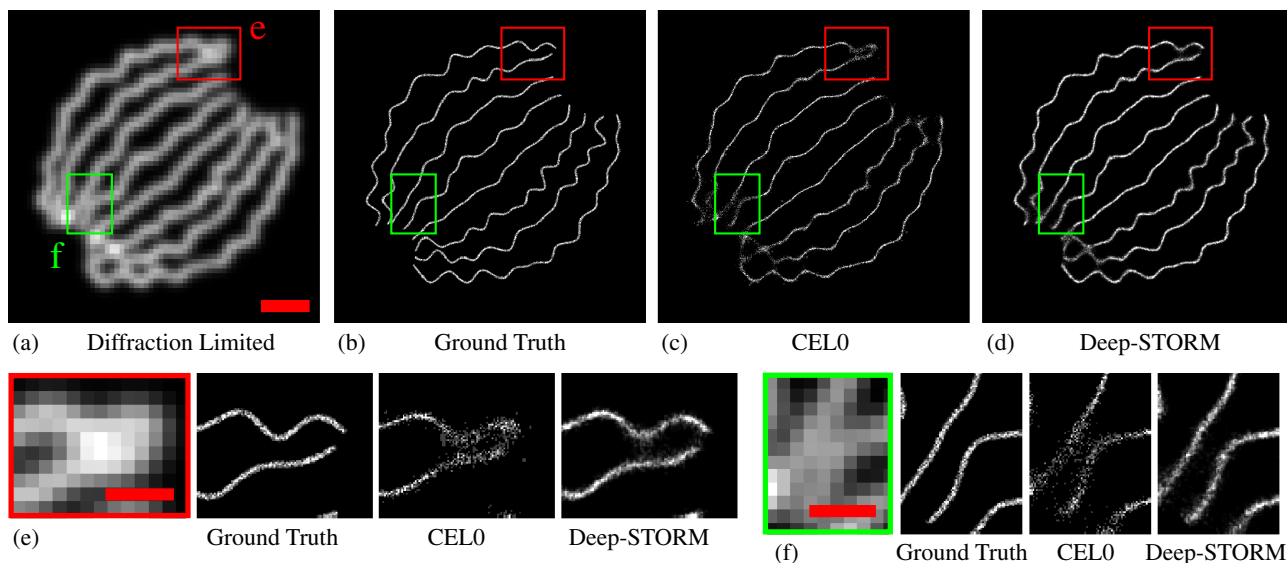 e
f
(a) Diffraction Limited (b) Ground Truth (c) CEL0 (d) Deep-STORM
(e) Ground Truth CEL0 Deep-STORM (f) Ground Truth CEL0 Deep-STORM